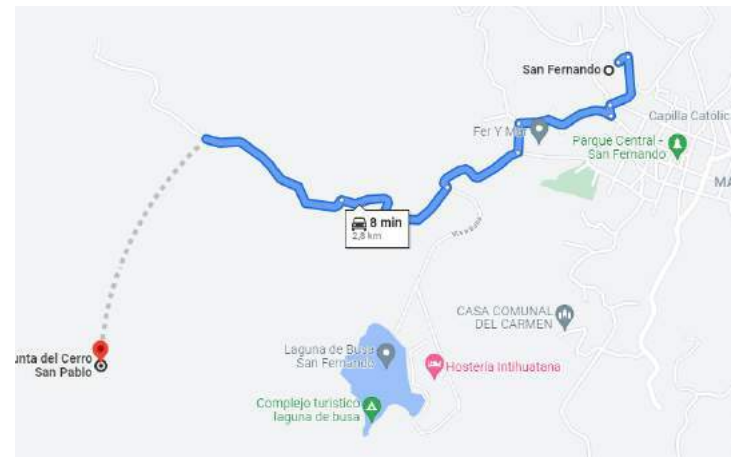 San Fernando
Capilla Católic
Fer Y Mar
Parque Central -
San Fernando
MA
8 min
2,8 km
CASA COMUNAL
DEL CARMEN
unta del Cerro
San Pablo
Laguna de Busa
San Fernando
Hostería Intihuatana
Complejo turístico
laguna de busa